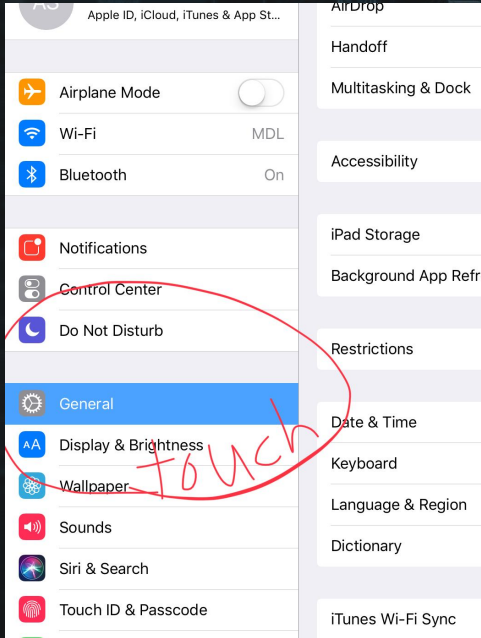 AS
Apple ID, iCloud, iTunes & App St...
Airplane Mode
Wi-Fi MDL
Bluetooth On
Notifications
Control Center
Do Not Disturb
General
AA Display & Brightness
Wallpaper
touch
Sounds
Siri & Search
Touch ID & Passcode
AirDrop
Handoff
Multitasking & Dock
Accessibility
iPad Storage
Background App Refr
Restrictions
Date & Time
Keyboard
Language & Region
Dictionary
iTunes Wi-Fi Sync